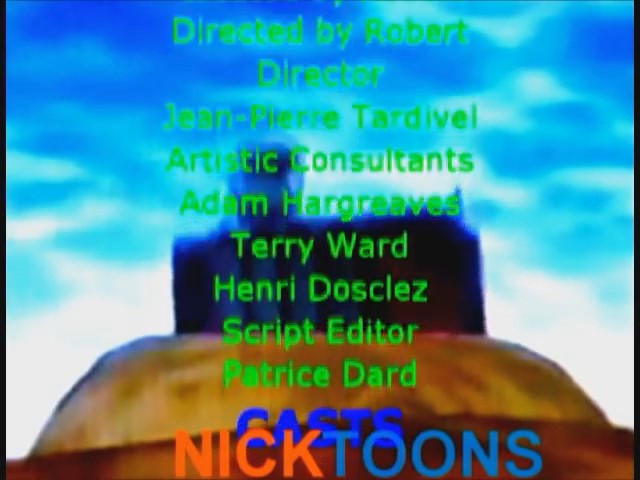 Directed by Robert
Director
Jean-Pierre Tardivel
Artistic Consultants
Adam Hargreaves
Terry Ward
Henri Dosclez
Script Editor
Patrice Dard
CASTS
NICKTOONS